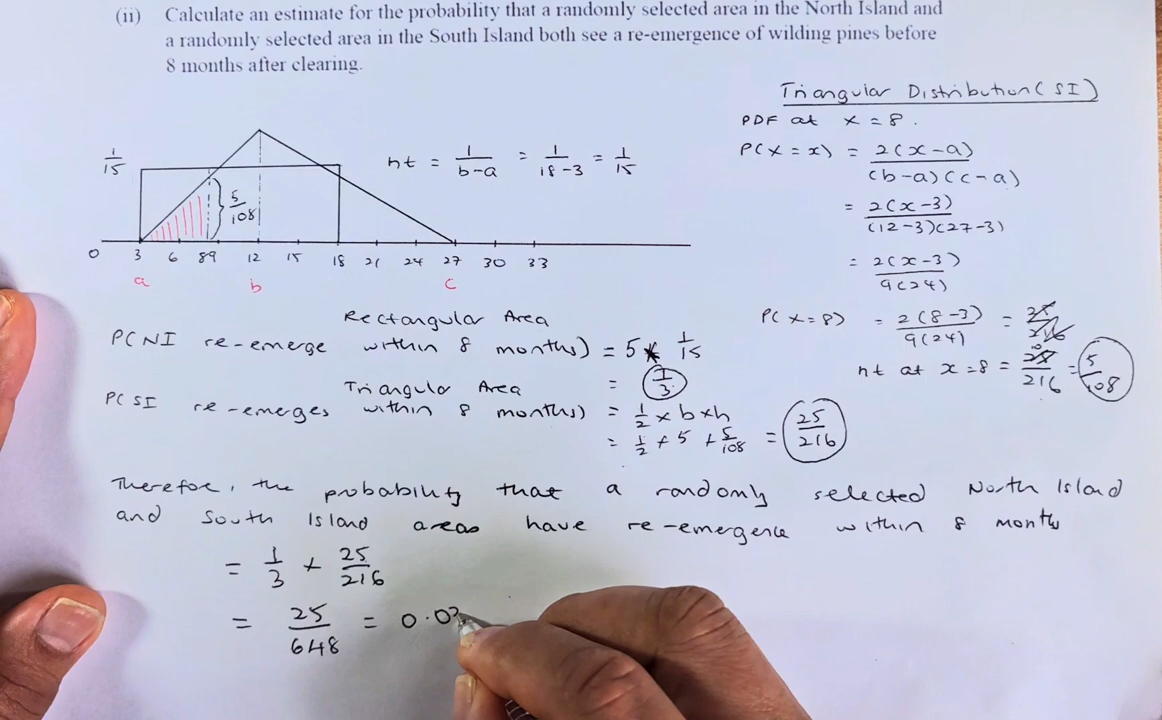 (ii) Calculate an estimate for the probability that a randomly selected area in the North Island and
a randomly selected area in the South Island both see a re-emergence of wilding pines before
8 months after clearing.
Triangular Distribution (SI)
PDF at x = 8.
P(X = x) = 2(x-a) / (b-a)(c-a)
= 2(x-3) / (12-3)(27-3)
= 2(x-3) / 9(24)
P(X=8) = 2(8-3) / 9(24) =
ht at x=8 = 10/216 = 5/108
1/15
ht = 1/(b-a) = 1/(18-3) = 1/15
5/108
0 3 6 8 9 12 15 18 21 24 27 30 33
a b c
Rectangular Area
P(NI re-emerge within 8 months) = 5 × 1/15
= 1/3
Triangular Area
P(SI re-emerges within 8 months) = 1/2 × b × h
= 1/2 × 5 × 5/108 = 25/216
Therefore, the probability that a randomly selected North Island
and South Island areas have re-emergence within 8 months
= 1/3 × 25/216
= 25/648 = 0.03